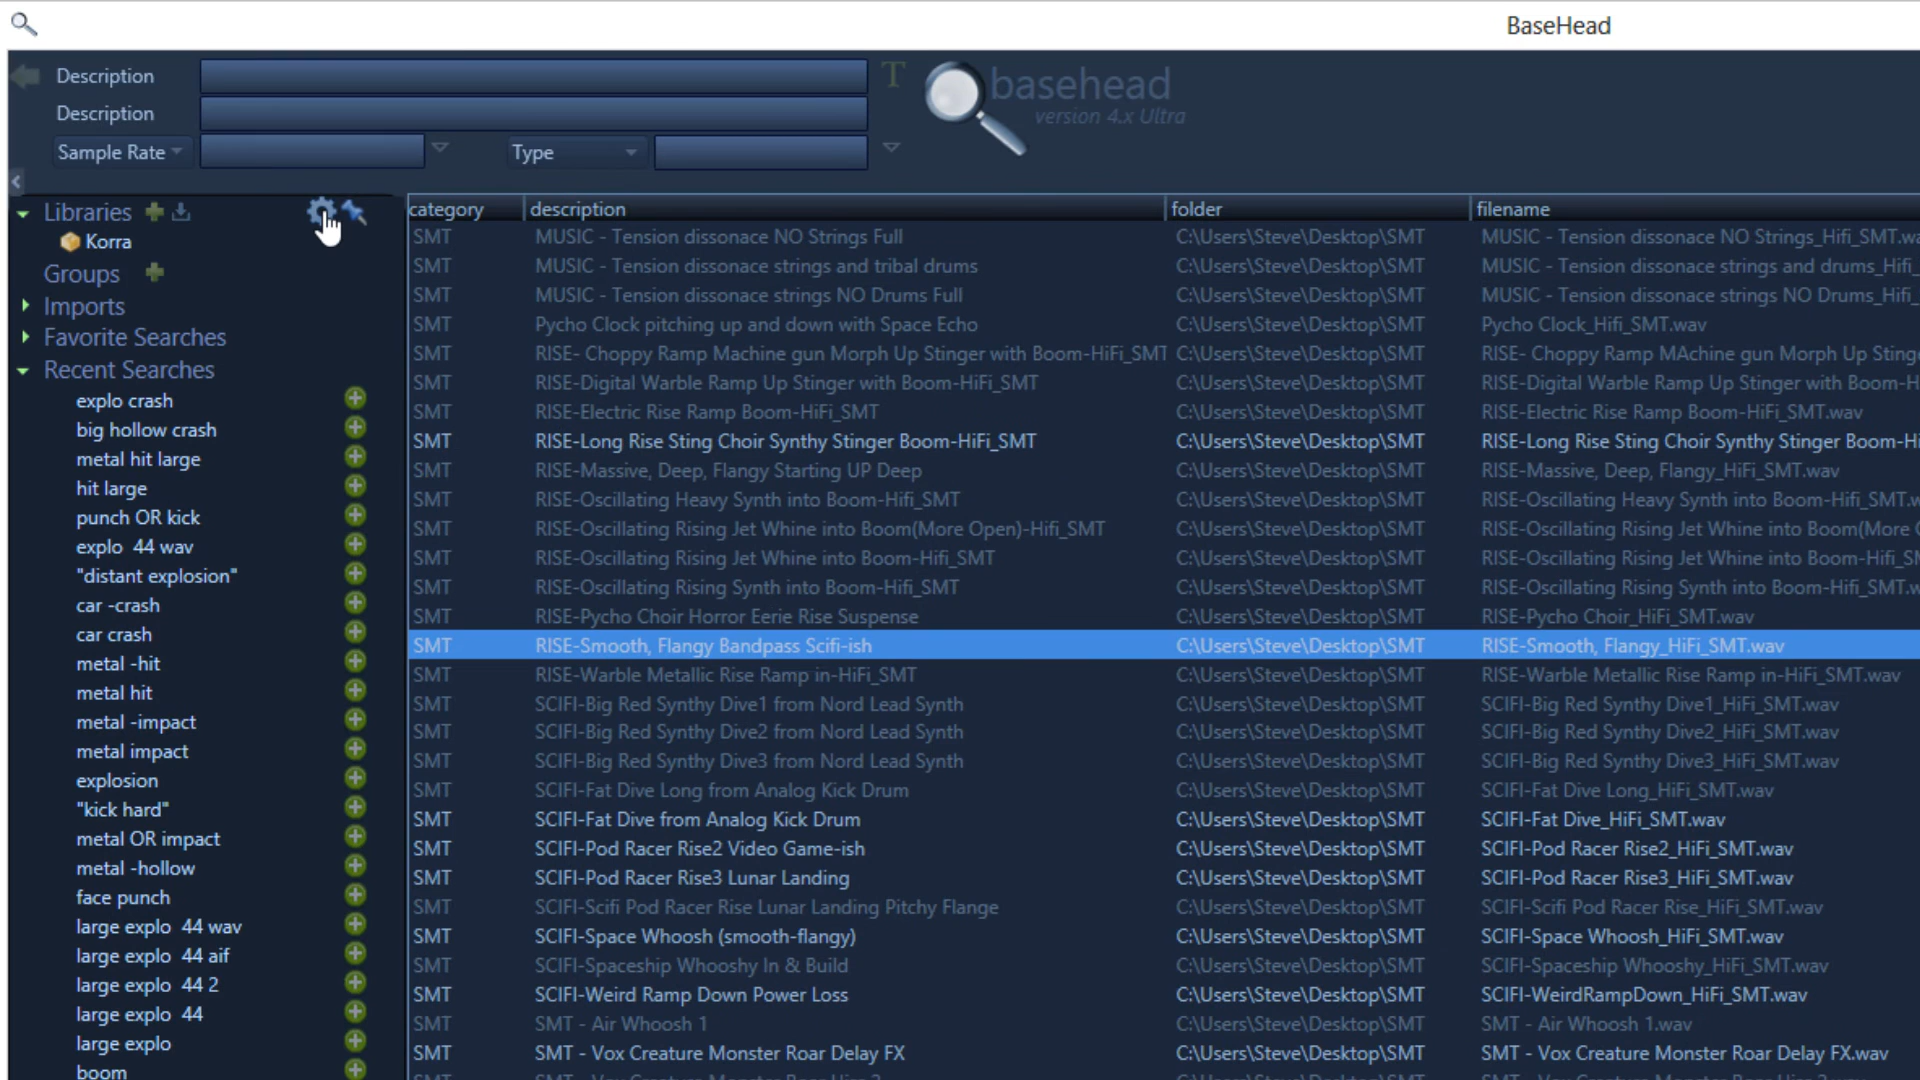 BaseHead
Description
T
basehead
version 4.x Ultra
Description
Sample Rate
Type
Libraries
Korra
Groups
Imports
Favorite Searches
Recent Searches
explo crash
big hollow crash
metal hit large
hit large
punch OR kick
explo  44 wav
"distant explosion"
car -crash
car crash
metal -hit
metal hit
metal -impact
metal impact
explosion
"kick hard"
metal OR impact
metal -hollow
face punch
large explo  44 wav
large explo  44 aif
large explo  44 2
large explo  44
large explo
boom
category description folder filename
SMT MUSIC - Tension dissonace NO Strings Full C:\Users\Steve\Desktop\SMT MUSIC - Tension dissonace NO Strings_Hifi_SMT.wa
SMT MUSIC - Tension dissonace strings and tribal drums C:\Users\Steve\Desktop\SMT MUSIC - Tension dissonace strings and drums_Hifi_
SMT MUSIC - Tension dissonace strings NO Drums Full C:\Users\Steve\Desktop\SMT MUSIC - Tension dissonace strings NO Drums_Hifi_
SMT Pycho Clock pitching up and down with Space Echo C:\Users\Steve\Desktop\SMT Pycho Clock_Hifi_SMT.wav
SMT RISE- Choppy Ramp Machine gun Morph Up Stinger with Boom-HiFi_SMT C:\Users\Steve\Desktop\SMT RISE- Choppy Ramp MAchine gun Morph Up Stinge
SMT RISE-Digital Warble Ramp Up Stinger with Boom-HiFi_SMT C:\Users\Steve\Desktop\SMT RISE-Digital Warble Ramp Up Stinger with Boom-H
SMT RISE-Electric Rise Ramp Boom-HiFi_SMT C:\Users\Steve\Desktop\SMT RISE-Electric Rise Ramp Boom-HiFi_SMT.wav
SMT RISE-Long Rise Sting Choir Synthy Stinger Boom-HiFi_SMT C:\Users\Steve\Desktop\SMT RISE-Long Rise Sting Choir Synthy Stinger Boom-Hi
SMT RISE-Massive, Deep, Flangy Starting UP Deep C:\Users\Steve\Desktop\SMT RISE-Massive, Deep, Flangy_HiFi_SMT.wav
SMT RISE-Oscillating Heavy Synth into Boom-Hifi_SMT C:\Users\Steve\Desktop\SMT RISE-Oscillating Heavy Synth into Boom-Hifi_SMT.w
SMT RISE-Oscillating Rising Jet Whine into Boom(More Open)-Hifi_SMT C:\Users\Steve\Desktop\SMT RISE-Oscillating Rising Jet Whine into Boom(More O
SMT RISE-Oscillating Rising Jet Whine into Boom-Hifi_SMT C:\Users\Steve\Desktop\SMT RISE-Oscillating Rising Jet Whine into Boom-Hifi_SM
SMT RISE-Oscillating Rising Synth into Boom-Hifi_SMT C:\Users\Steve\Desktop\SMT RISE-Oscillating Rising Synth into Boom-Hifi_SMT.w
SMT RISE-Pycho Choir Horror Eerie Rise Suspense C:\Users\Steve\Desktop\SMT RISE-Pycho Choir_HiFi_SMT.wav
SMT RISE-Smooth, Flangy Bandpass Scifi-ish C:\Users\Steve\Desktop\SMT RISE-Smooth, Flangy_HiFi_SMT.wav
SMT RISE-Warble Metallic Rise Ramp in-HiFi_SMT C:\Users\Steve\Desktop\SMT RISE-Warble Metallic Rise Ramp in-HiFi_SMT.wav
SMT SCIFI-Big Red Synthy Dive1 from Nord Lead Synth C:\Users\Steve\Desktop\SMT SCIFI-Big Red Synthy Dive1_HiFi_SMT.wav
SMT SCIFI-Big Red Synthy Dive2 from Nord Lead Synth C:\Users\Steve\Desktop\SMT SCIFI-Big Red Synthy Dive2_HiFi_SMT.wav
SMT SCIFI-Big Red Synthy Dive3 from Nord Lead Synth C:\Users\Steve\Desktop\SMT SCIFI-Big Red Synthy Dive3_HiFi_SMT.wav
SMT SCIFI-Fat Dive Long from Analog Kick Drum C:\Users\Steve\Desktop\SMT SCIFI-Fat Dive Long_HiFi_SMT.wav
SMT SCIFI-Fat Dive from Analog Kick Drum C:\Users\Steve\Desktop\SMT SCIFI-Fat Dive_HiFi_SMT.wav
SMT SCIFI-Pod Racer Rise2 Video Game-ish C:\Users\Steve\Desktop\SMT SCIFI-Pod Racer Rise2_HiFi_SMT.wav
SMT SCIFI-Pod Racer Rise3 Lunar Landing C:\Users\Steve\Desktop\SMT SCIFI-Pod Racer Rise3_HiFi_SMT.wav
SMT SCIFI-Scifi Pod Racer Rise Lunar Landing Pitchy Flange C:\Users\Steve\Desktop\SMT SCIFI-Scifi Pod Racer Rise_HiFi_SMT.wav
SMT SCIFI-Space Whoosh (smooth-flangy) C:\Users\Steve\Desktop\SMT SCIFI-Space Whoosh_HiFi_SMT.wav
SMT SCIFI-Spaceship Whooshy In & Build C:\Users\Steve\Desktop\SMT SCIFI-Spaceship Whooshy_HiFi_SMT.wav
SMT SCIFI-Weird Ramp Down Power Loss C:\Users\Steve\Desktop\SMT SCIFI-WeirdRampDown_HiFi_SMT.wav
SMT SMT - Air Whoosh 1 C:\Users\Steve\Desktop\SMT SMT - Air Whoosh 1.wav
SMT SMT - Vox Creature Monster Roar Delay FX C:\Users\Steve\Desktop\SMT SMT - Vox Creature Monster Roar Delay FX.wav